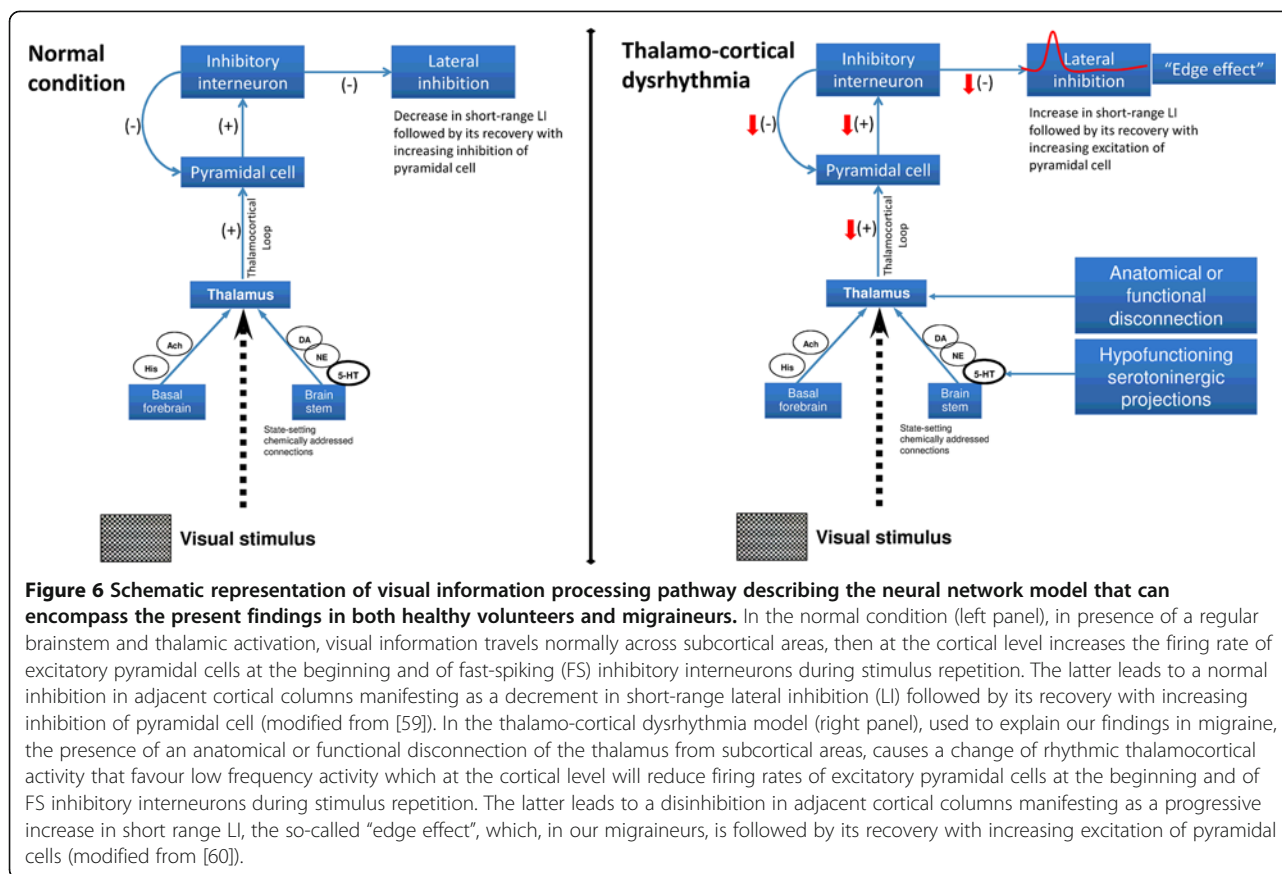 Normal
condition
Inhibitory
interneuron
(-)
Lateral
inhibition
(-)
(+)
Decrease in short-range LI
followed by its recovery with
increasing inhibition of
pyramidal cell
Pyramidal cell
(+)
Thalamocortical
Loop
Thalamus
Ach
His
DA
NE
5-HT
Basal
forebrain
Brain
stem
State-setting
chemically addressed
connections
Visual stimulus
Thalamo-cortical
dysrhythmia
Inhibitory
interneuron
(-)
Lateral
inhibition
"Edge effect"
(-)
(+)
Increase in short-range LI
followed by its recovery with
increasing excitation of
pyramidal cell
Pyramidal cell
(+)
Thalamocortical
Loop
Thalamus
Anatomical or
functional
disconnection
Ach
His
DA
NE
5-HT
Hypofunctioning
serotoninergic
projections
Basal
forebrain
Brain
stem
State-setting
chemically addressed
connections
Visual stimulus
Figure 6 Schematic representation of visual information processing pathway describing the neural network model that can
encompass the present findings in both healthy volunteers and migraineurs. In the normal condition (left panel), in presence of a regular
brainstem and thalamic activation, visual information travels normally across subcortical areas, then at the cortical level increases the firing rate of
excitatory pyramidal cells at the beginning and of fast-spiking (FS) inhibitory interneurons during stimulus repetition. The latter leads to a normal
inhibition in adjacent cortical columns manifesting as a decrement in short-range lateral inhibition (LI) followed by its recovery with increasing
inhibition of pyramidal cell (modified from [59]). In the thalamo-cortical dysrhythmia model (right panel), used to explain our findings in migraine,
the presence of an anatomical or functional disconnection of the thalamus from subcortical areas, causes a change of rhythmic thalamocortical
activity that favour low frequency activity which at the cortical level will reduce firing rates of excitatory pyramidal cells at the beginning and of
FS inhibitory interneurons during stimulus repetition. The latter leads to a disinhibition in adjacent cortical columns manifesting as a progressive
increase in short range LI, the so-called "edge effect", which, in our migraineurs, is followed by its recovery with increasing excitation of pyramidal
cells (modified from [60]).